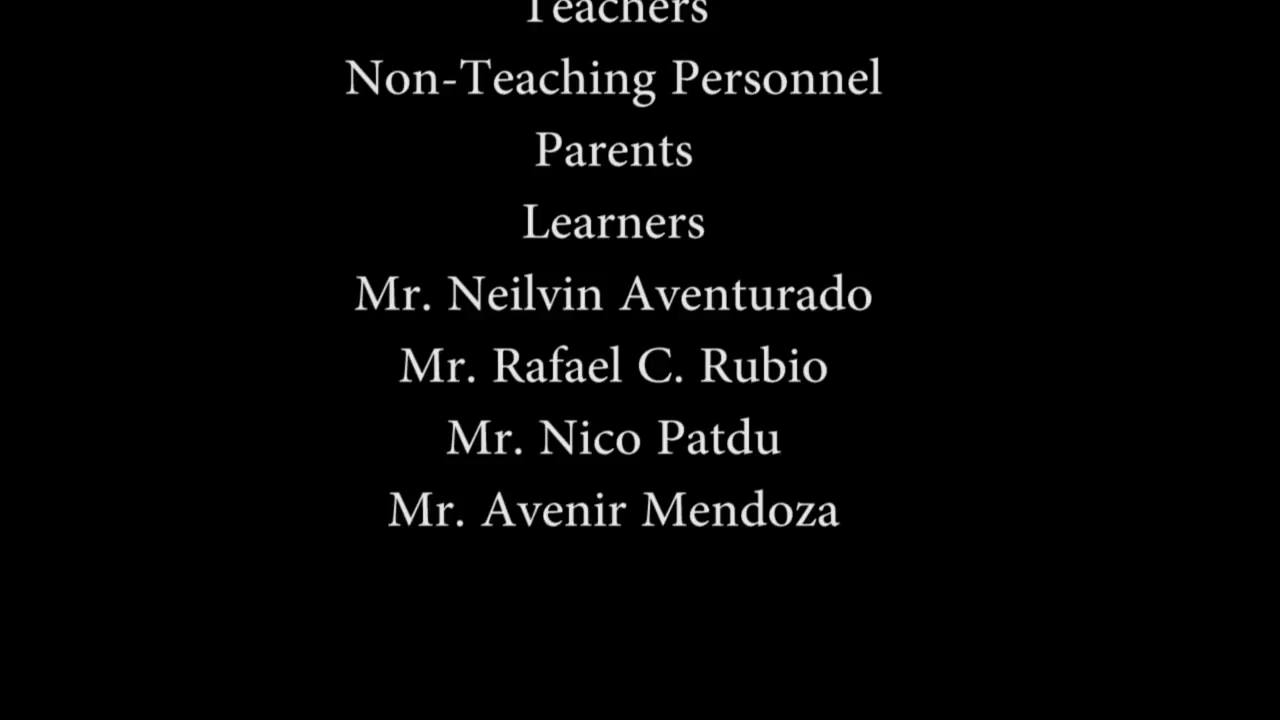 Teachers
Non-Teaching Personnel
Parents
Learners
Mr. Neilvin Aventurado
Mr. Rafael C. Rubio
Mr. Nico Patdu
Mr. Avenir Mendoza